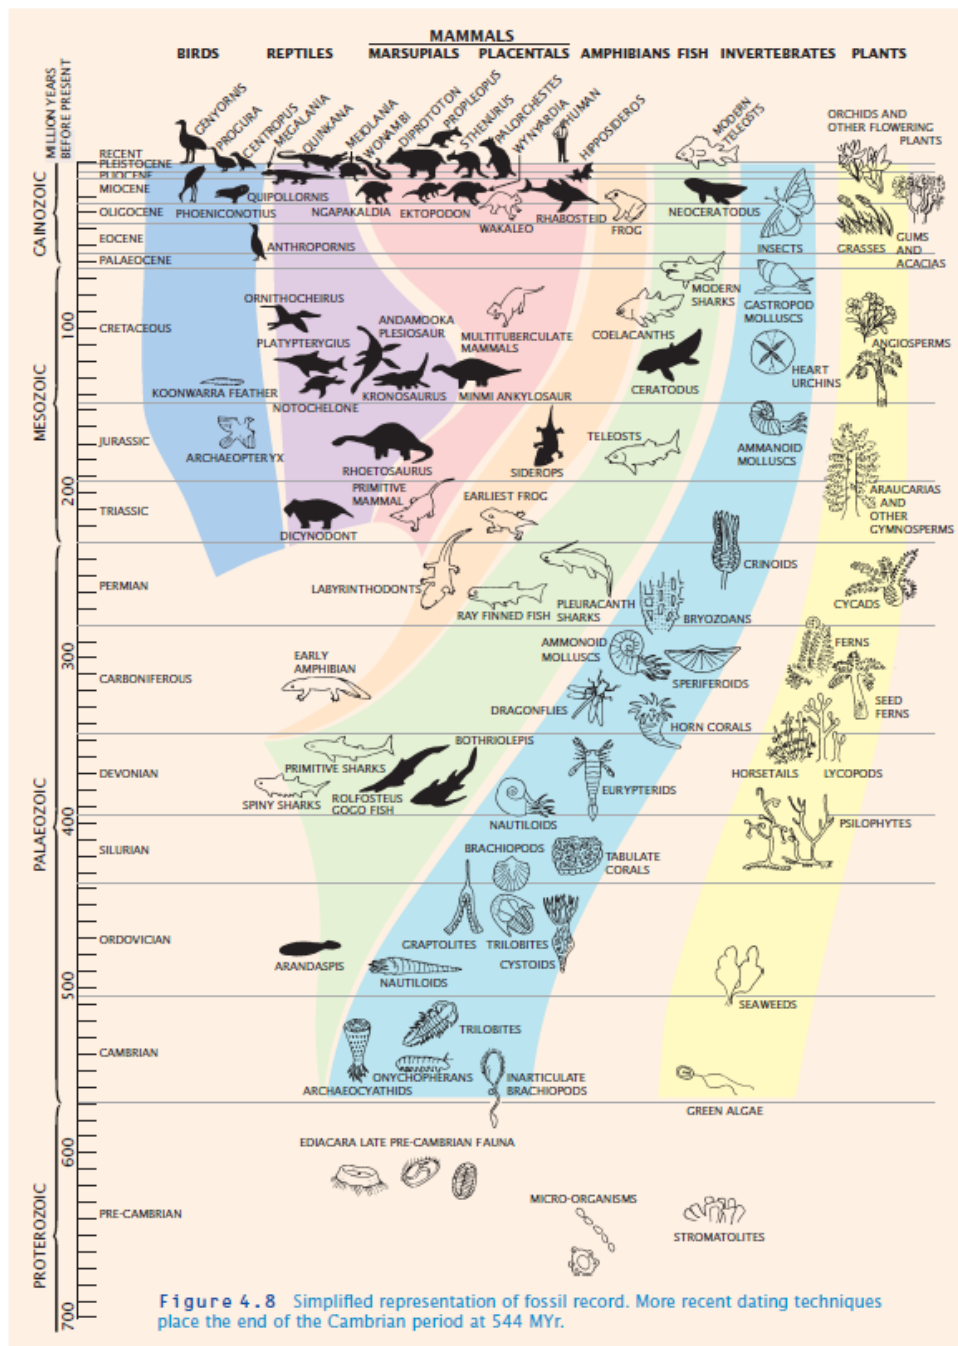 MAMMALS
BIRDS REPTILES MARSUPIALS PLACENTALS AMPHIBIANS FISH INVERTEBRATES PLANTS
MILLION YEARS
BEFORE PRESENT
GENYORNIS
PROGURA
CENTROPUS
MEGALANIA
QUINKANA
MEIOLANIA
WONAMBI
DIPROTOTON
PROPLEOPUS
STHENURUS
PALORCHESTES
WYNYARDIA
HUMAN
HIPPOSIDEROS
MODERN
TELEOSTS
ORCHIDS AND
OTHER FLOWERING
PLANTS
CAINOZOIC
RECENT
PLEISTOCENE
PLIOCENE
MIOCENE
OLIGOCENE
EOCENE
PALAEOCENE
QUIPOLLORNIS
PHOENICONOTIUS
NGAPAKALDIA
EKTOPODON
WAKALEO
RHABOSTEID
FROG
NEOCERATODUS
INSECTS
GRASSES
GUMS
AND
ACACIAS
ANTHROPORNIS
MESOZOIC
100
CRETACEOUS
ORNITHOCHEIRUS
PLATYPTERYGIUS
ANDAMOOKA
PLESIOSAUR
MULTITUBERCULATE
MAMMALS
COELACANTHS
MODERN
SHARKS
GASTROPOD
MOLLUSCS
ANGIOSPERMS
KOONWARRA FEATHER
NOTOCHELONE
KRONOSAURUS
MINMI ANKYLOSAUR
CERATODUS
HEART
URCHINS
JURASSIC
ARCHAEOPTERYX
RHOETOSAURUS
SIDEROPS
TELEOSTS
AMMANOID
MOLLUSCS
200
TRIASSIC
PRIMITIVE
MAMMAL
EARLIEST FROG
DICYNODONT
ARAUCARIAS
AND
OTHER
GYMNOSPERMS
PALAEOZOIC
PERMIAN
LABYRINTHODONTS
RAY FINNED FISH
PLEURACANTH
SHARKS
BRYOZOANS
CRINOIDS
CYCADS
300
CARBONIFEROUS
EARLY
AMPHIBIAN
AMMONOID
MOLLUSCS
SPERIFEROIDS
DRAGONFLIES
HORN CORALS
FERNS
SEED
FERNS
DEVONIAN
PRIMITIVE SHARKS
BOTHRIOLEPIS
SPINY SHARKS
ROLFOSTEUS
GOGO FISH
EURYPTERIDS
NAUTILOIDS
HORSETAILS
LYCOPODS
400
SILURIAN
BRACHIOPODS
TABULATE
CORALS
PSILOPHYTES
ORDOVICIAN
ARANDASPIS
GRAPTOLITES
TRILOBITES
CYSTOIDS
NAUTILOIDS
500
SEAWEEDS
CAMBRIAN
TRILOBITES
ONYCHOPHERANS
ARCHAEOCYATHIDS
INARTICULATE
BRACHIOPODS
GREEN ALGAE
PROTEROZOIC
600
EDIACARA LATE PRE-CAMBRIAN FAUNA
PRE-CAMBRIAN
MICRO-ORGANISMS
STROMATOLITES
700
Figure 4.8 Simplified representation of fossil record. More recent dating techniques
place the end of the Cambrian period at 544 MYr.